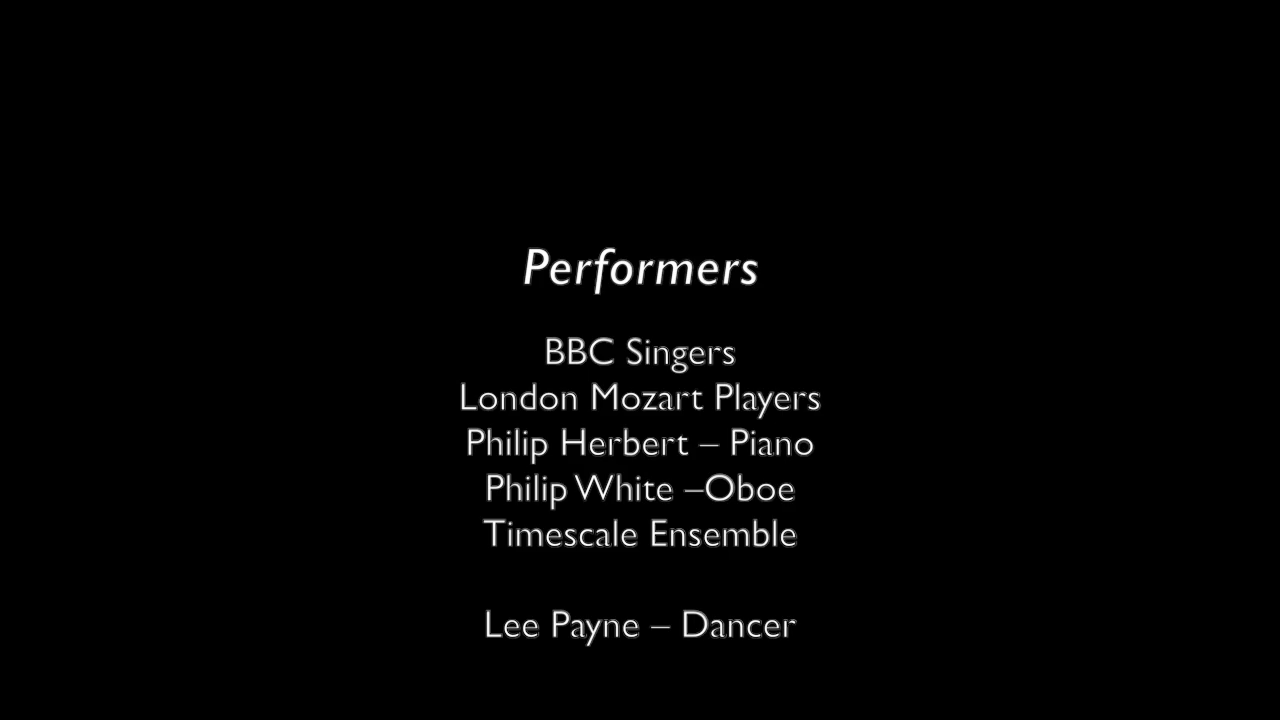 Performers
BBC Singers
London Mozart Players
Philip Herbert – Piano
Philip White –Oboe
Timescale Ensemble
Lee Payne – Dancer